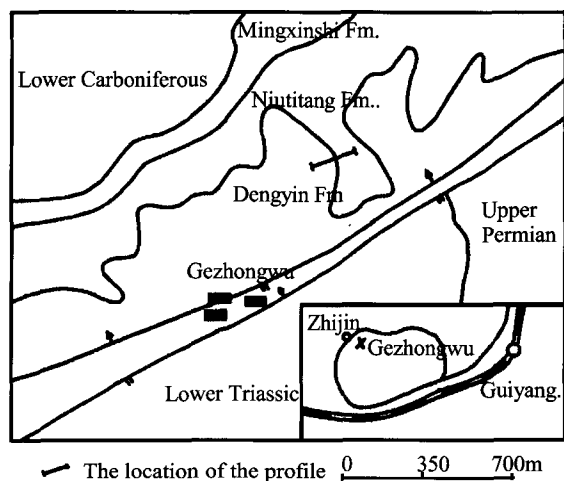 Mingxinshi Fm.
Lower Carboniferous
Niutitang Fm..
Dengyin Fm
Upper
Permian
Gezhongwu
Zhijin
Gezhongwu
Lower Triassic
Guiyang.
The location of the profile 0 350 700m